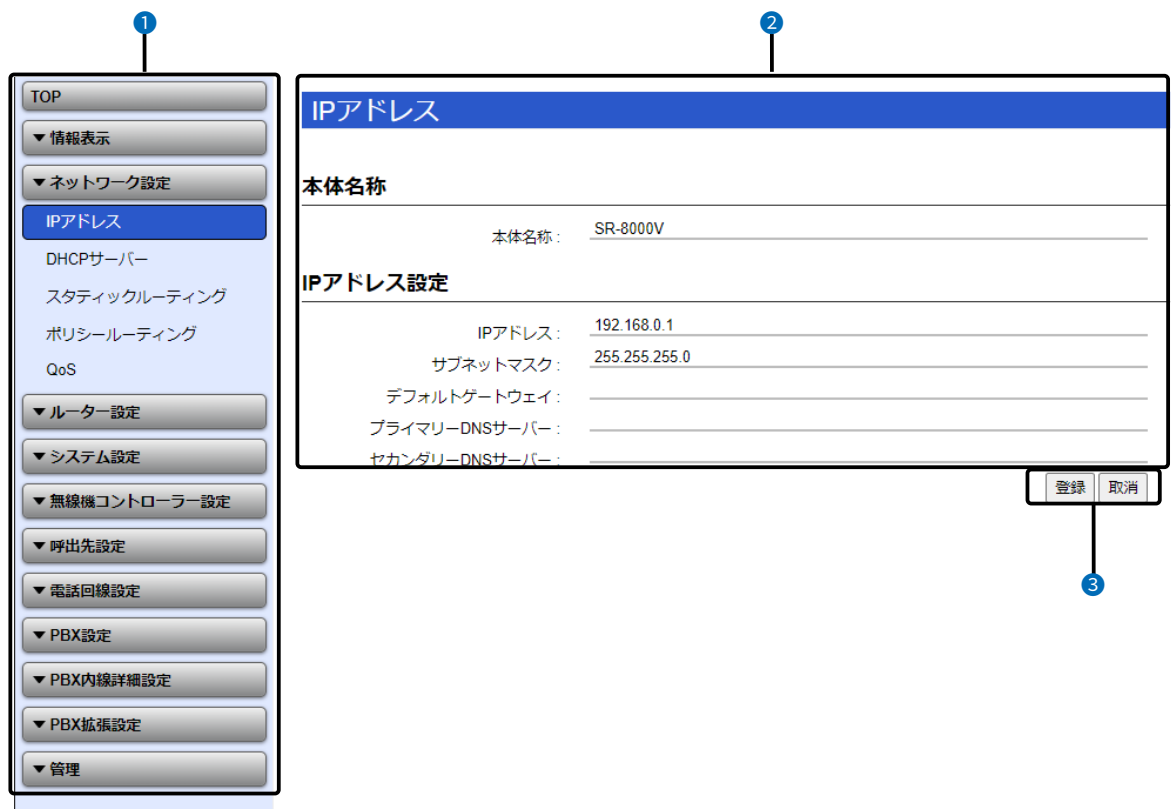 1
2
TOP
▼情報表示
▼ネットワーク設定
IPアドレス
DHCPサーバー
スタティックルーティング
ポリシールーティング
QoS
▼ルーター設定
▼システム設定
▼無線機コントローラー設定
▼呼出先設定
▼電話回線設定
▼PBX設定
▼PBX内線詳細設定
▼PBX拡張設定
▼管理
IPアドレス
本体名称
本体名称 : SR-8000V
IPアドレス設定
IPアドレス : 192.168.0.1
サブネットマスク : 255.255.255.0
デフォルトゲートウェイ :
プライマリーDNSサーバー :
セカンダリーDNSサーバー :
登録 取消
3